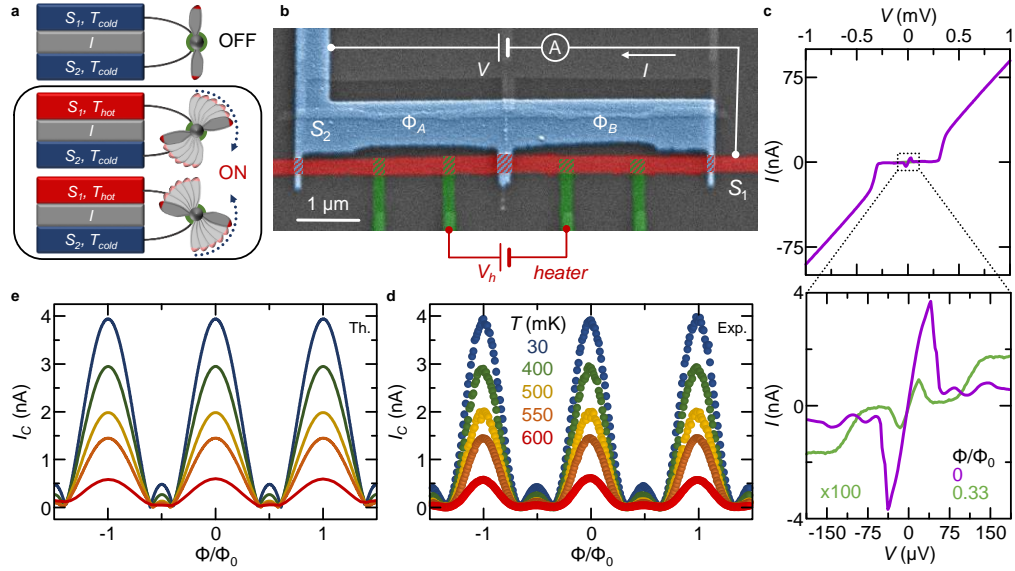 a
S1, Tcold
I
S2, Tcold
OFF
S1, Thot
I
S2, Tcold
ON
S1, Thot
I
S2, Tcold
b
V
A
I
S2
ΦA
ΦB
S1
1 μm
Vh
heater
c
V (mV)
-1 -0.5 0 0.5 1
75
0
-75
I (nA)
4
0
-4
I (nA)
Φ/Φ0
x100
0
0.33
-150 -75 0 75 150
V (μV)
e
4
3
2
1
0
IC (nA)
Th.
-1 0 1
Φ/Φ0
d
4
3
2
1
0
IC (nA)
T (mK)
30
400
500
550
600
Exp.
-1 0 1
Φ/Φ0